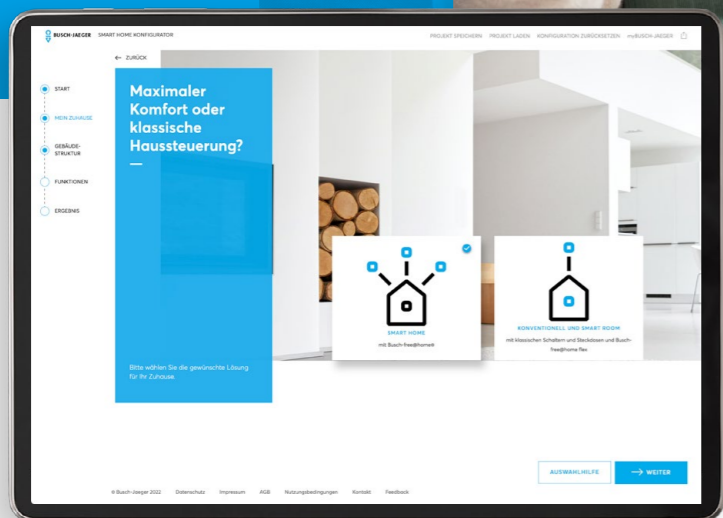 BUSCH-JAEGER SMART HOME KONFIGURATOR
PROJEKT SPEICHERN PROJEKT LADEN KONFIGURATION ZURÜCKSETZEN myBUSCH-JAEGER
← ZURÜCK
START
MEIN ZUHAUSE
GEBÄUDE-
STRUKTUR
FUNKTIONEN
ERGEBNIS
Maximaler
Komfort oder
klassische
Haussteuerung?
Bitte wählen Sie die gewünschte Lösung
für Ihr Zuhause.
SMART HOME
mit Busch-free@home®
KONVENTIONELL UND SMART ROOM
mit klassischen Schaltern und Steckdosen und Busch-
free@home flex
AUSWAHLHILFE
→ WEITER
© Busch-Jaeger 2022 Datenschutz Impressum AGB Nutzungsbedingungen Kontakt Feedback